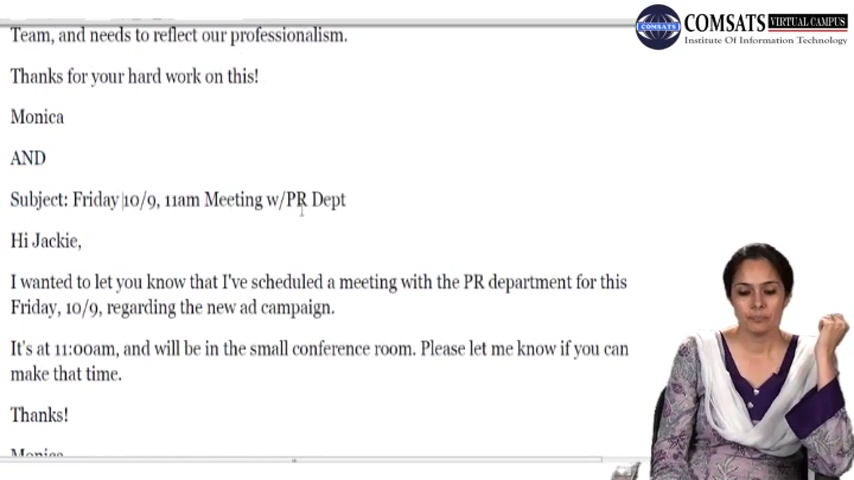 COMSATS VIRTUAL CAMPUS
Institute Of Information Technology
COMSATS
Team, and needs to reflect our professionalism.
Thanks for your hard work on this!
Monica
AND
Subject: Friday 10/9, 11am Meeting w/PR Dept
Hi Jackie,
I wanted to let you know that I've scheduled a meeting with the PR department for this
Friday, 10/9, regarding the new ad campaign.
It's at 11:00am, and will be in the small conference room. Please let me know if you can
make that time.
Thanks!
Monica